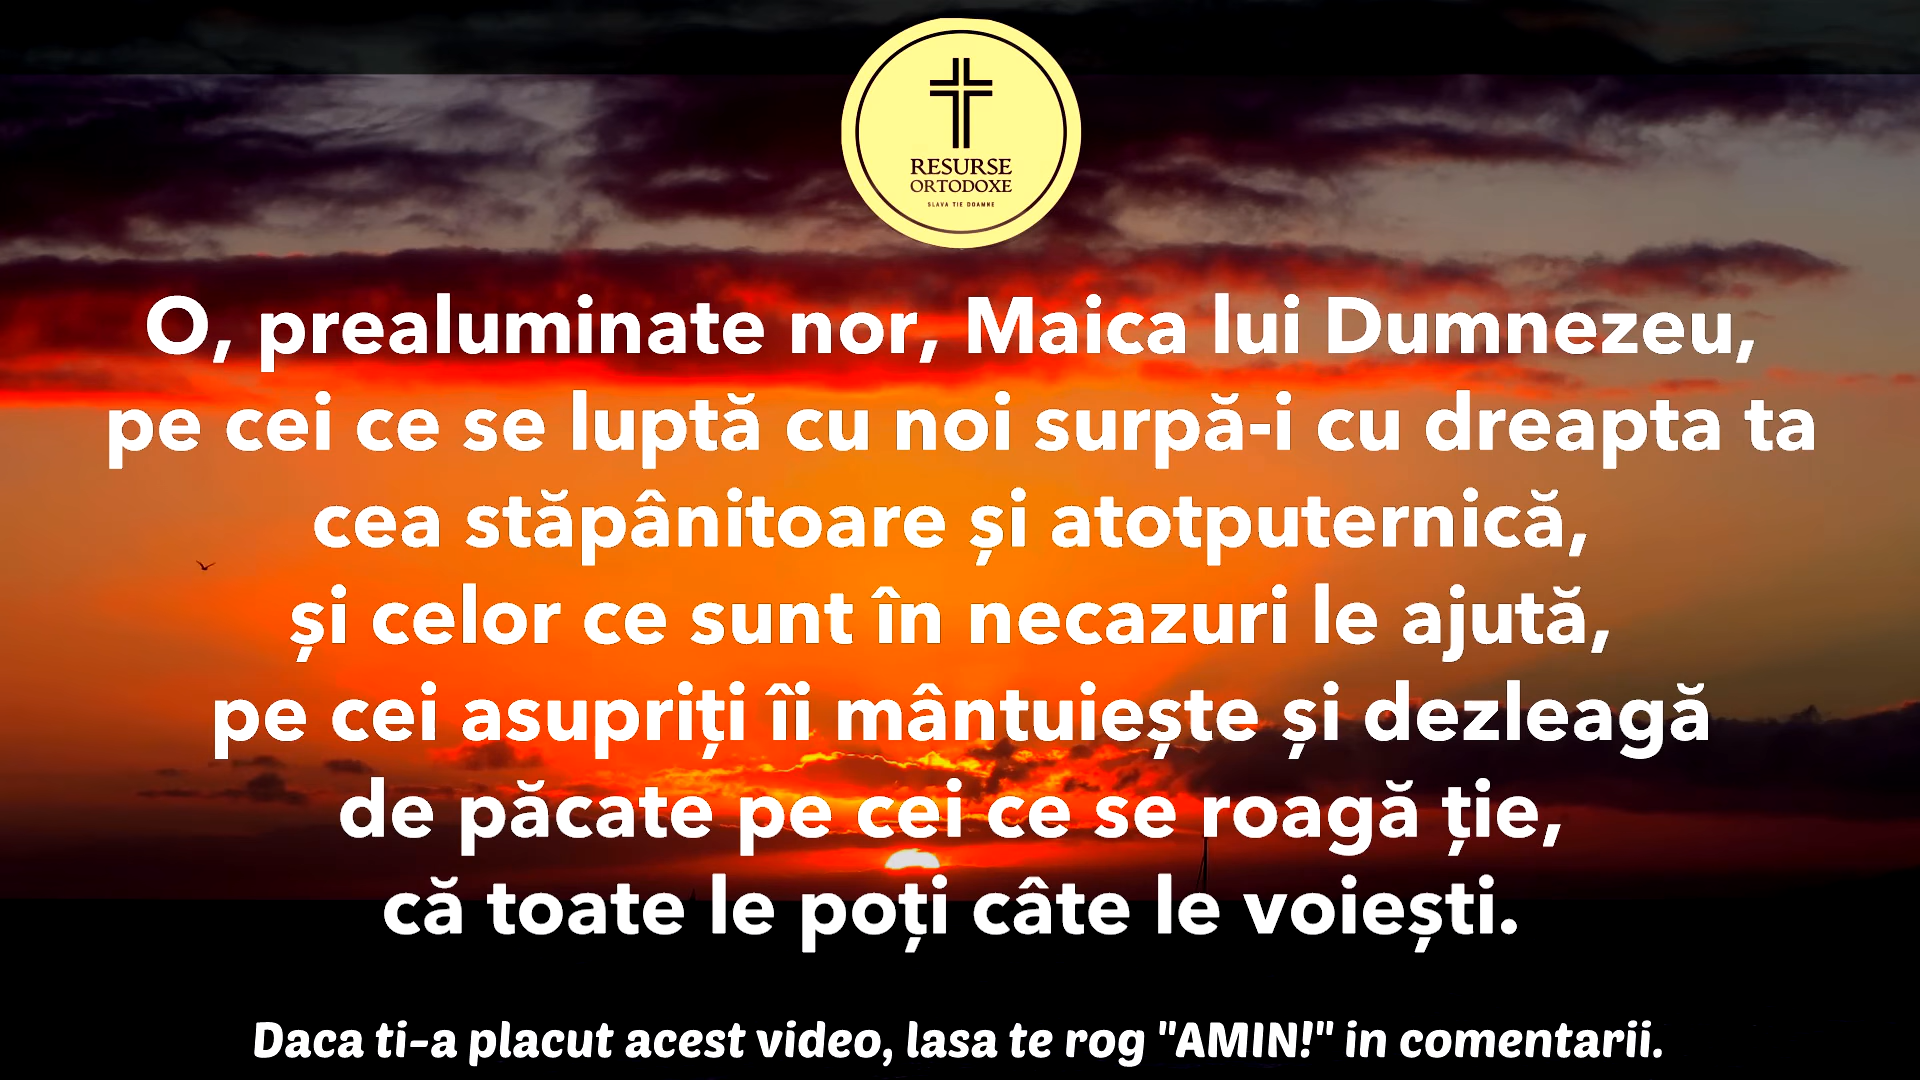 RESURSE
ORTODOXE
SLAVA TIE DOAMNE
O, prealuminate nor, Maica lui Dumnezeu,
pe cei ce se luptă cu noi surpă-i cu dreapta ta
cea stăpânitoare și atotputernică,
și celor ce sunt în necazuri le ajută,
pe cei asupriți îi mântuiește și dezleagă
de păcate pe cei ce se roagă ție,
că toate le poți câte le voiești.
Daca ti-a placut acest video, lasa te rog "AMIN!" in comentarii.